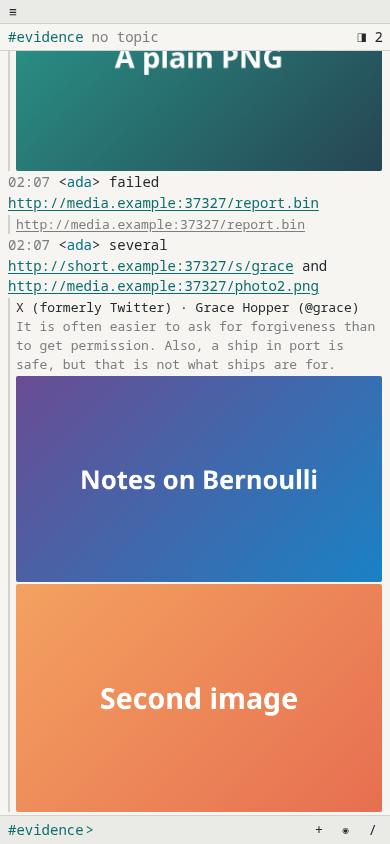 ≡
#evidence no topic ◨ 2
A plain PNG
02:07 <ada> failed
http://media.example:37327/report.bin
http://media.example:37327/report.bin
02:07 <ada> several
http://short.example:37327/s/grace and
http://media.example:37327/photo2.png
X (formerly Twitter) · Grace Hopper (@grace)
It is often easier to ask for forgiveness than
to get permission. Also, a ship in port is
safe, but that is not what ships are for.
Notes on Bernoulli
Second image
#evidence> + ◉ /